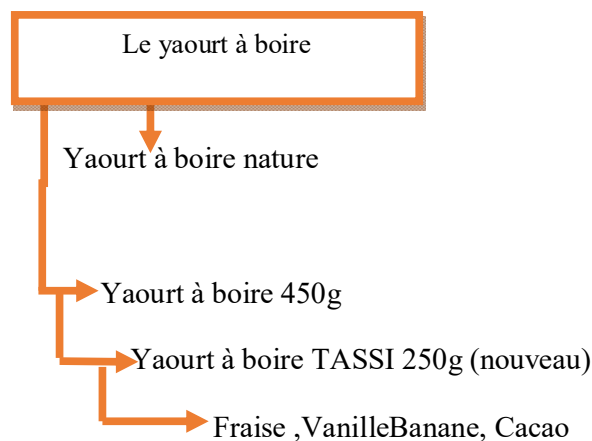 Le yaourt à boire
Yaourt à boire nature
Yaourt à boire 450g
Yaourt à boire TASSI 250g (nouveau)
Fraise ,VanilleBanane, Cacao